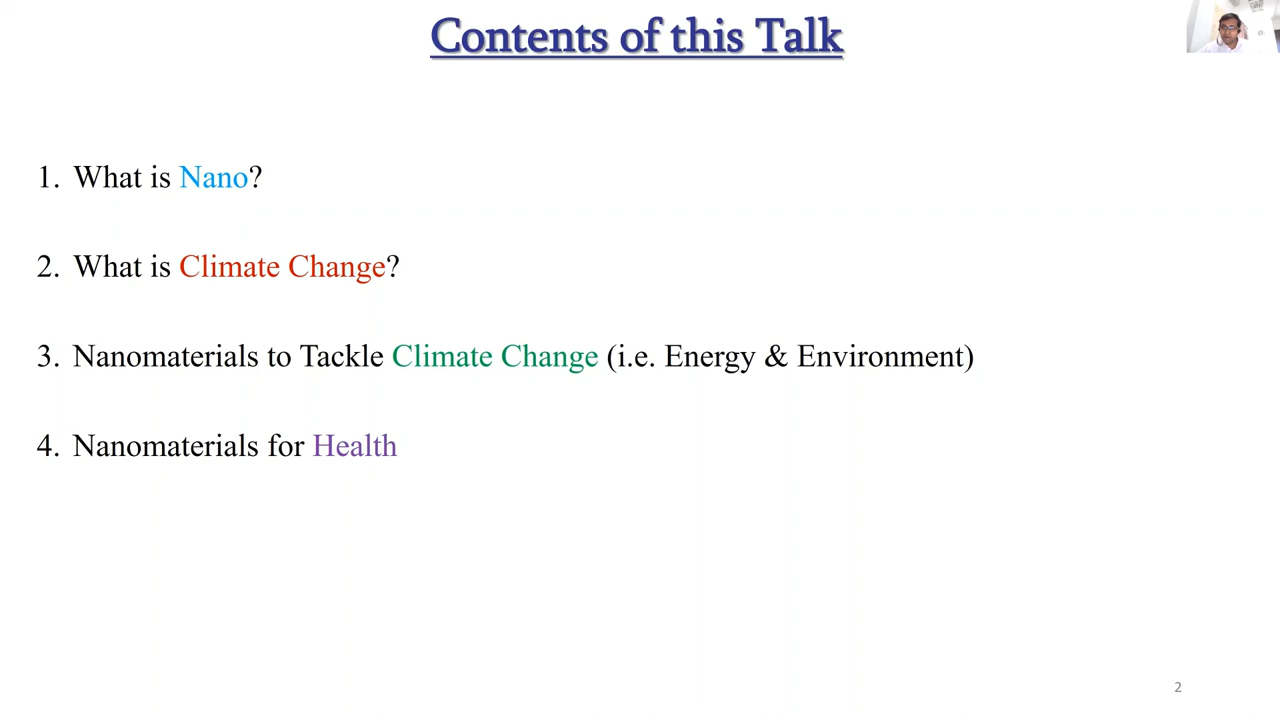 Contents of this Talk
1. What is Nano?
2. What is Climate Change?
3. Nanomaterials to Tackle Climate Change (i.e. Energy & Environment)
4. Nanomaterials for Health
2